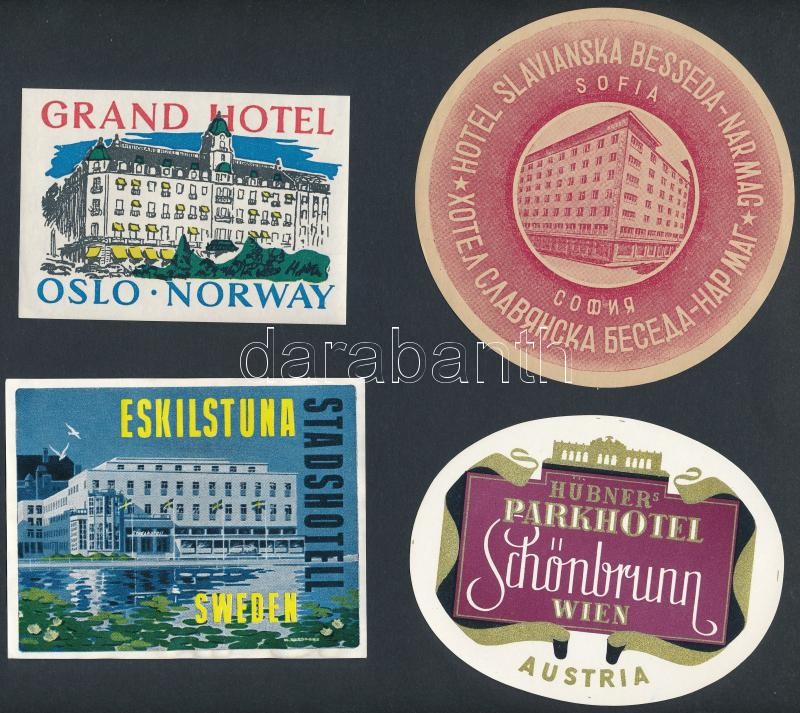 GRAND HOTEL
OSLO · NORWAY
★ HOTEL SLAVIANSKA BESSEDA-NAR MAG ★
SOFIA
СОФИЯ
ХОТЕЛ СЛАВЯНСКА БЕСЕДА-НАР МАГ
darabanth
ESKILSTUNA
STADSHOTELL
SWEDEN
HÜBNERs
PARKHOTEL
Schönbrunn
WIEN
AUSTRIA